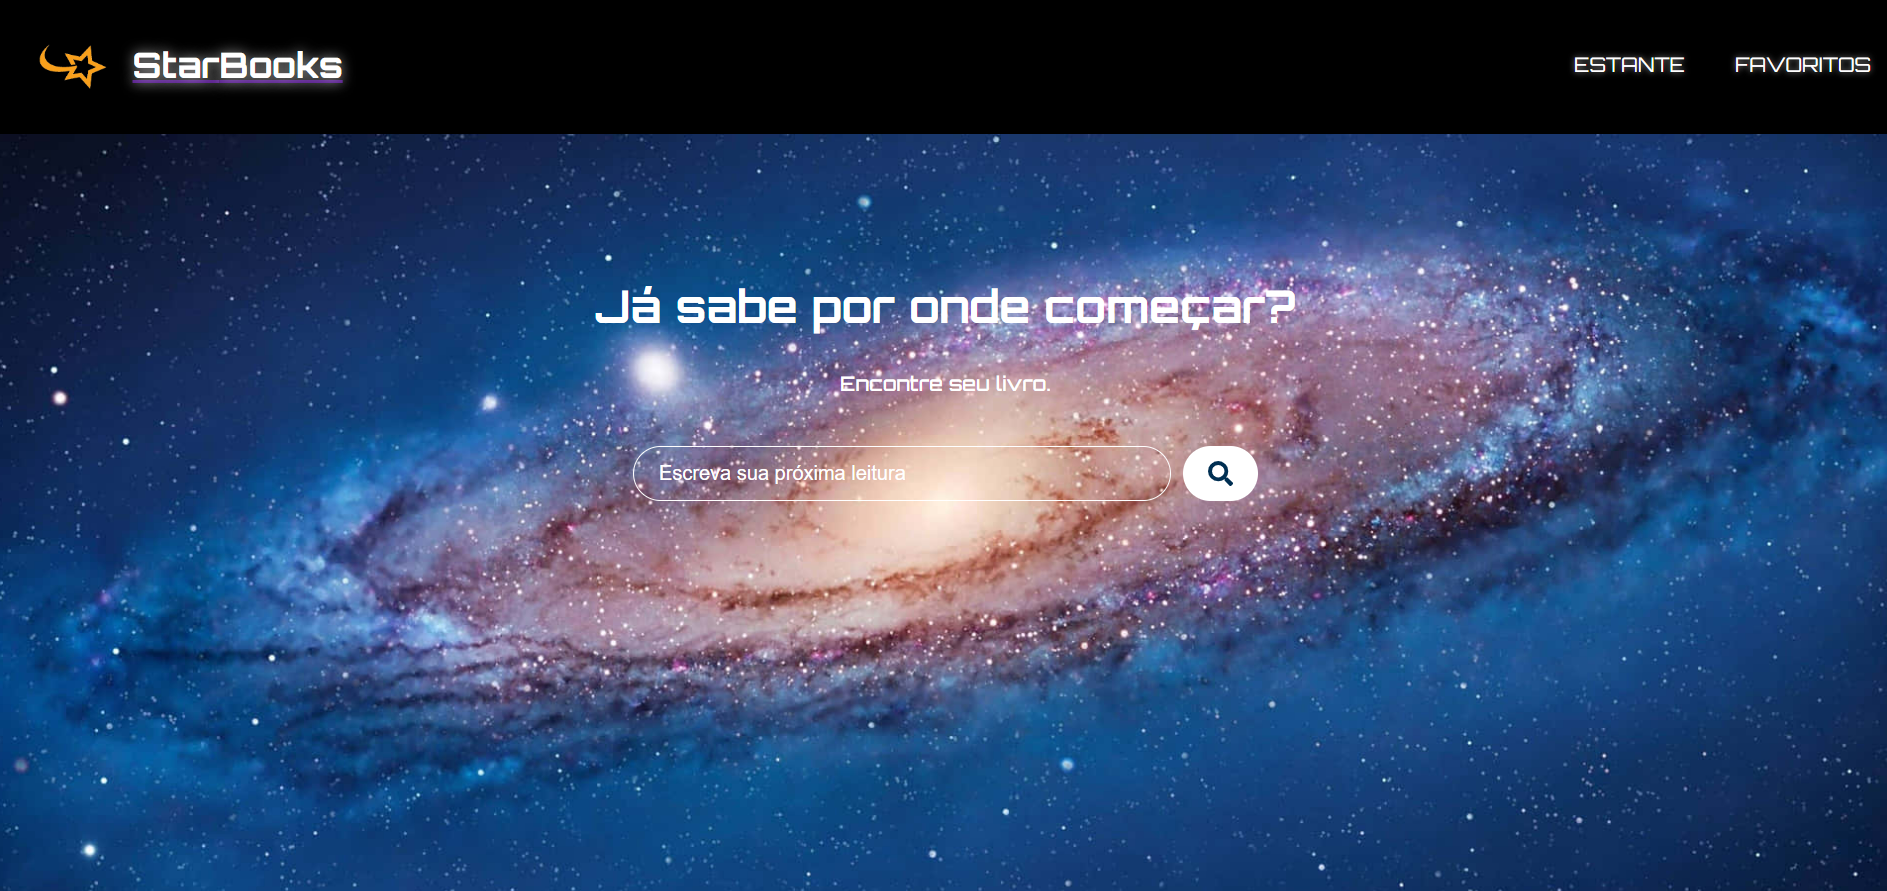 StarBooks
ESTANTE
FAVORITOS
Já sabe por onde começar?
Encontre seu livro.
Escreva sua próxima leitura